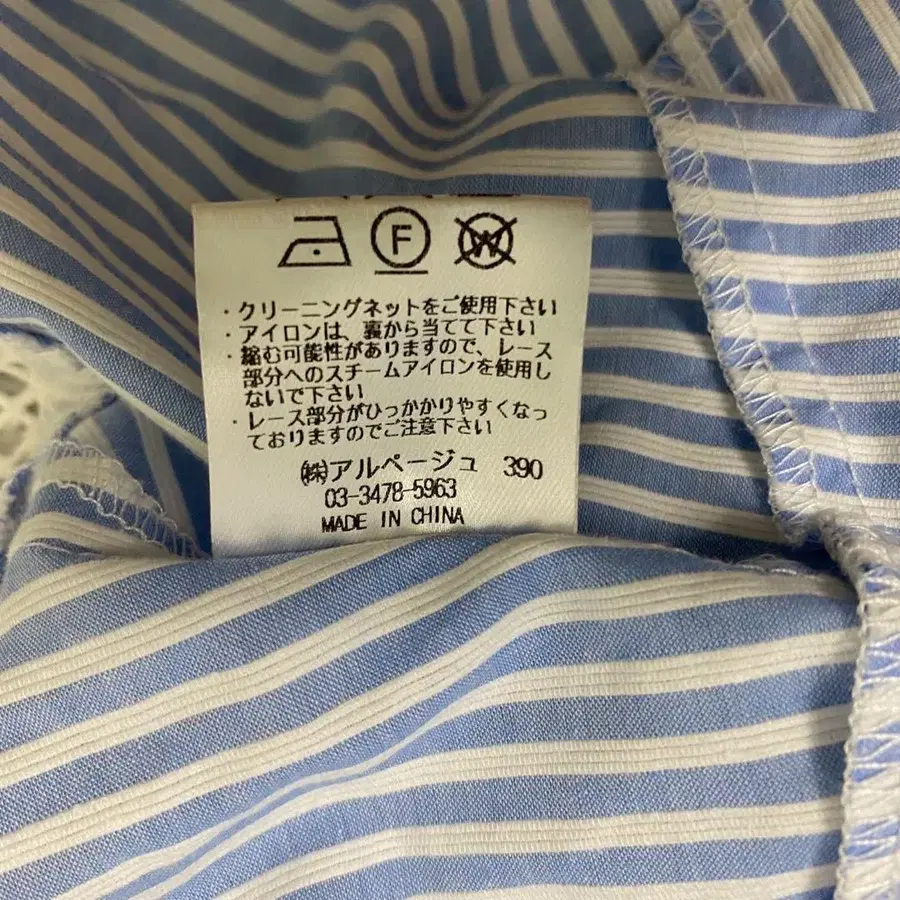 F W
・クリーニングネットをご使用下さい
・アイロンは、裏から当てて下さい
・縮む可能性がありますので、レース
部分へのスチームアイロンを使用し
ないで下さい
・レース部分がひっかかりやすくなっ
ておりますのでご注意下さい
㈱アルページュ 390
03-3478-5963
MADE IN CHINA